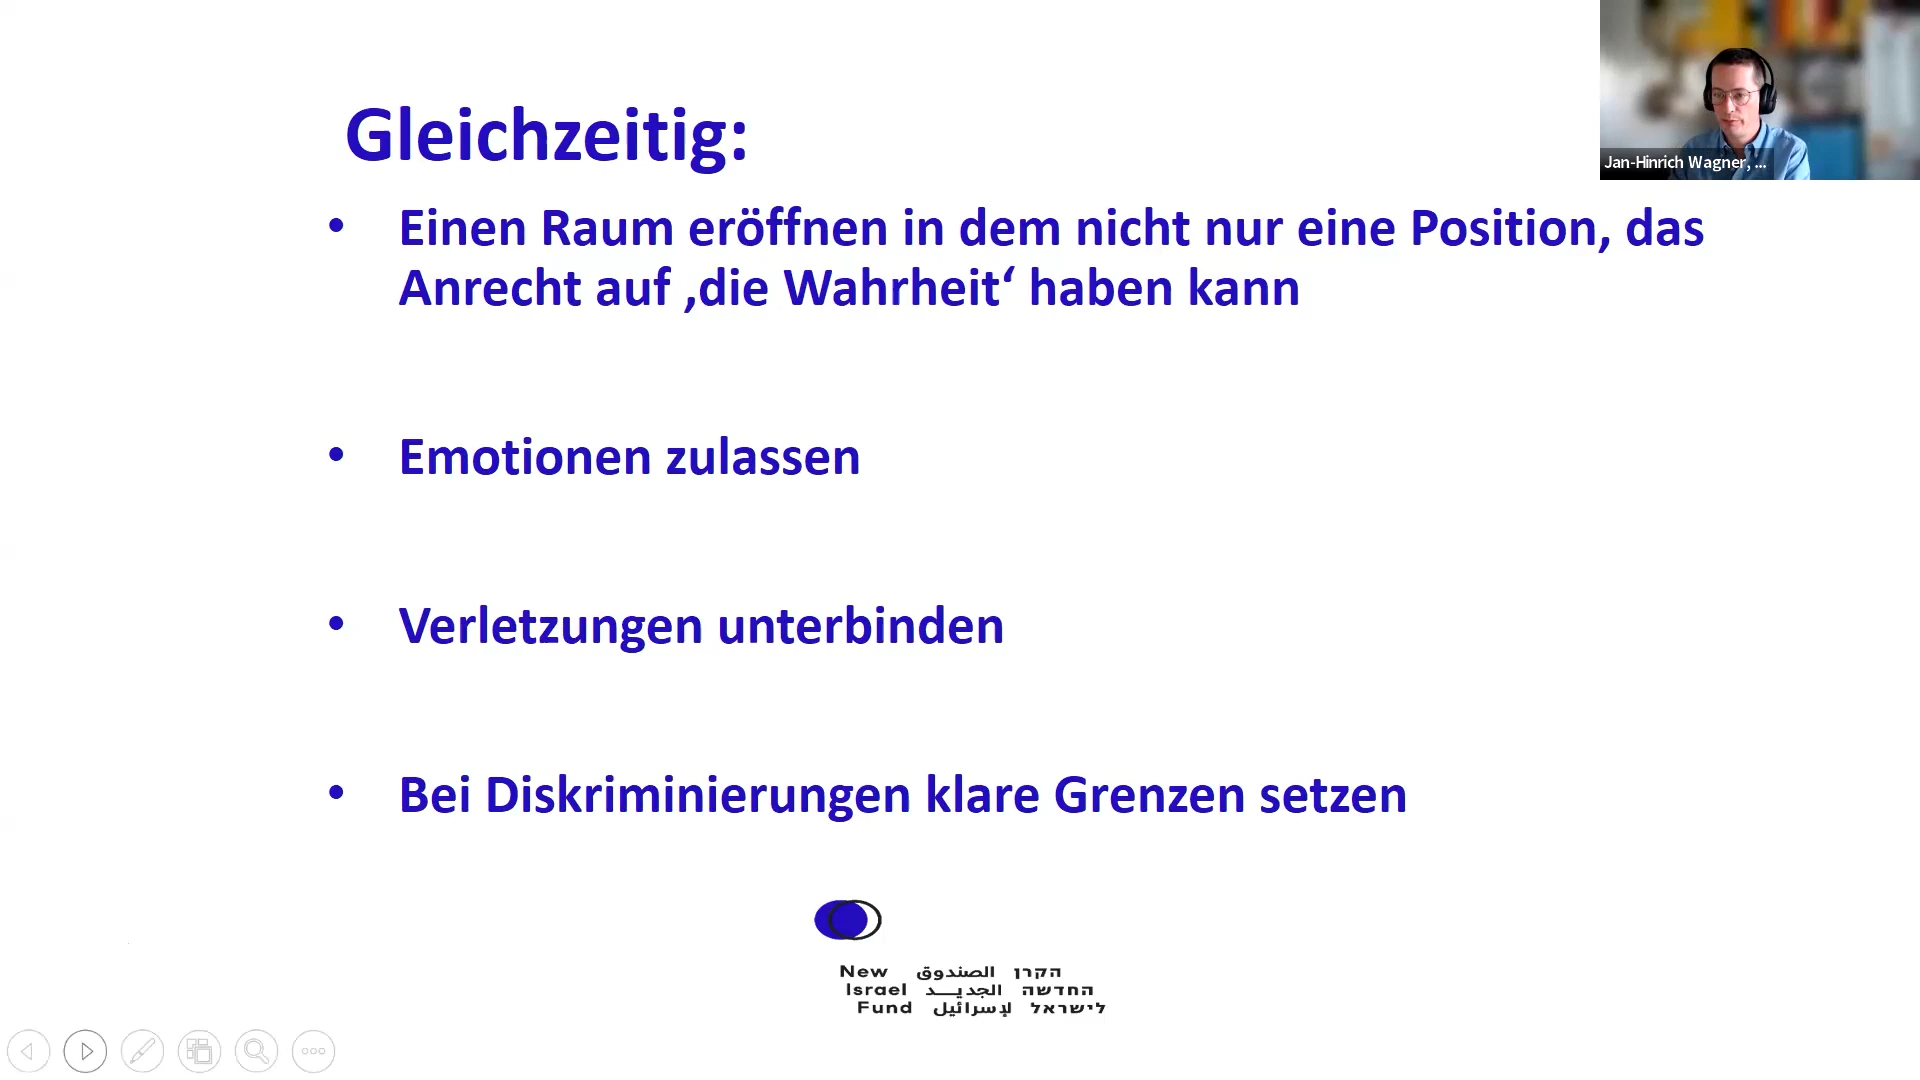 Jan-Hinrich Wagner, ...
Gleichzeitig:
• Einen Raum eröffnen in dem nicht nur eine Position, das
Anrecht auf ‚die Wahrheit‘ haben kann
• Emotionen zulassen
• Verletzungen unterbinden
• Bei Diskriminierungen klare Grenzen setzen
New الصندوق הקרן
Israel الجديــد החדשה
Fund لإسرائيل לישראל